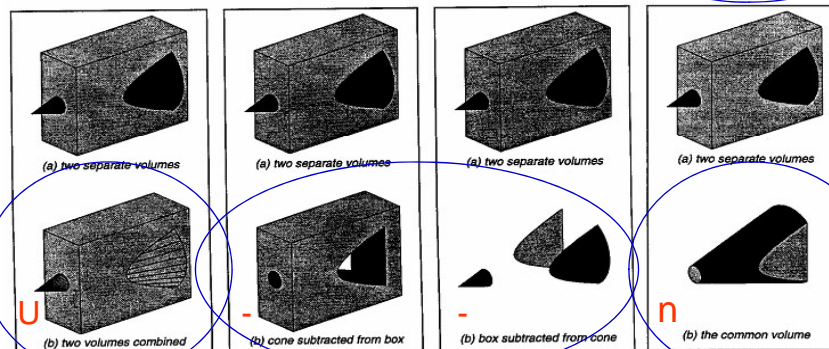 (a) two separate volumes
(a) two separate volumes
(a) two separate volumes
(a) two separate volumes
U
-
-
n
(b) two volumes combined
(b) cone subtracted from box
(b) box subtracted from cone
(b) the common volume